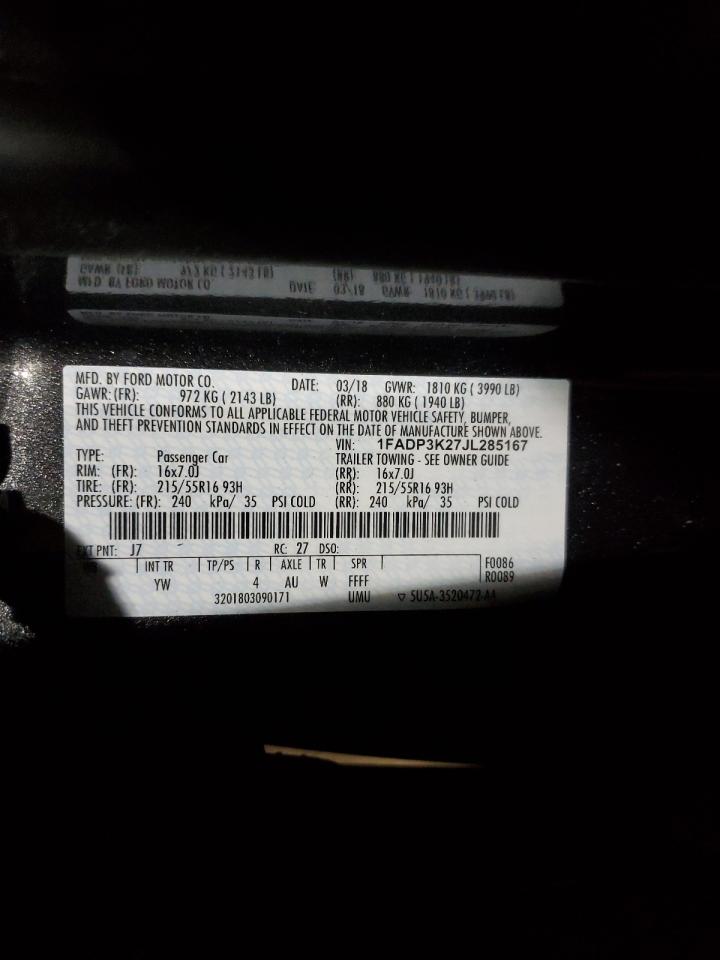 MFD. BY FORD MOTOR CO. DATE: 03/18 GVWR: 1810 KG ( 3990 LB)
GAWR: (FR): 972 KG ( 2143 LB) (RR): 880 KG ( 1940 LB)
THIS VEHICLE CONFORMS TO ALL APPLICABLE FEDERAL MOTOR VEHICLE SAFETY, BUMPER,
AND THEFT PREVENTION STANDARDS IN EFFECT ON THE DATE OF MANUFACTURE SHOWN ABOVE.
VIN: 1FADP3K27JL285167
TYPE: Passenger Car TRAILER TOWING - SEE OWNER GUIDE
RIM: (FR): 16x7.0J (RR): 16x7.0J
TIRE: (FR): 215/55R16 93H (RR): 215/55R16 93H
PRESSURE: (FR): 240 kPa/ 35 PSI COLD (RR): 240 kPa/ 35 PSI COLD
EXT PNT: J7 RC: 27 DSO:
WB INT TR TP/PS R AXLE TR SPR F0086
YW 4 AU W FFFF R0089
3201803090171 UMU ▽ 5U5A-3520472-AA